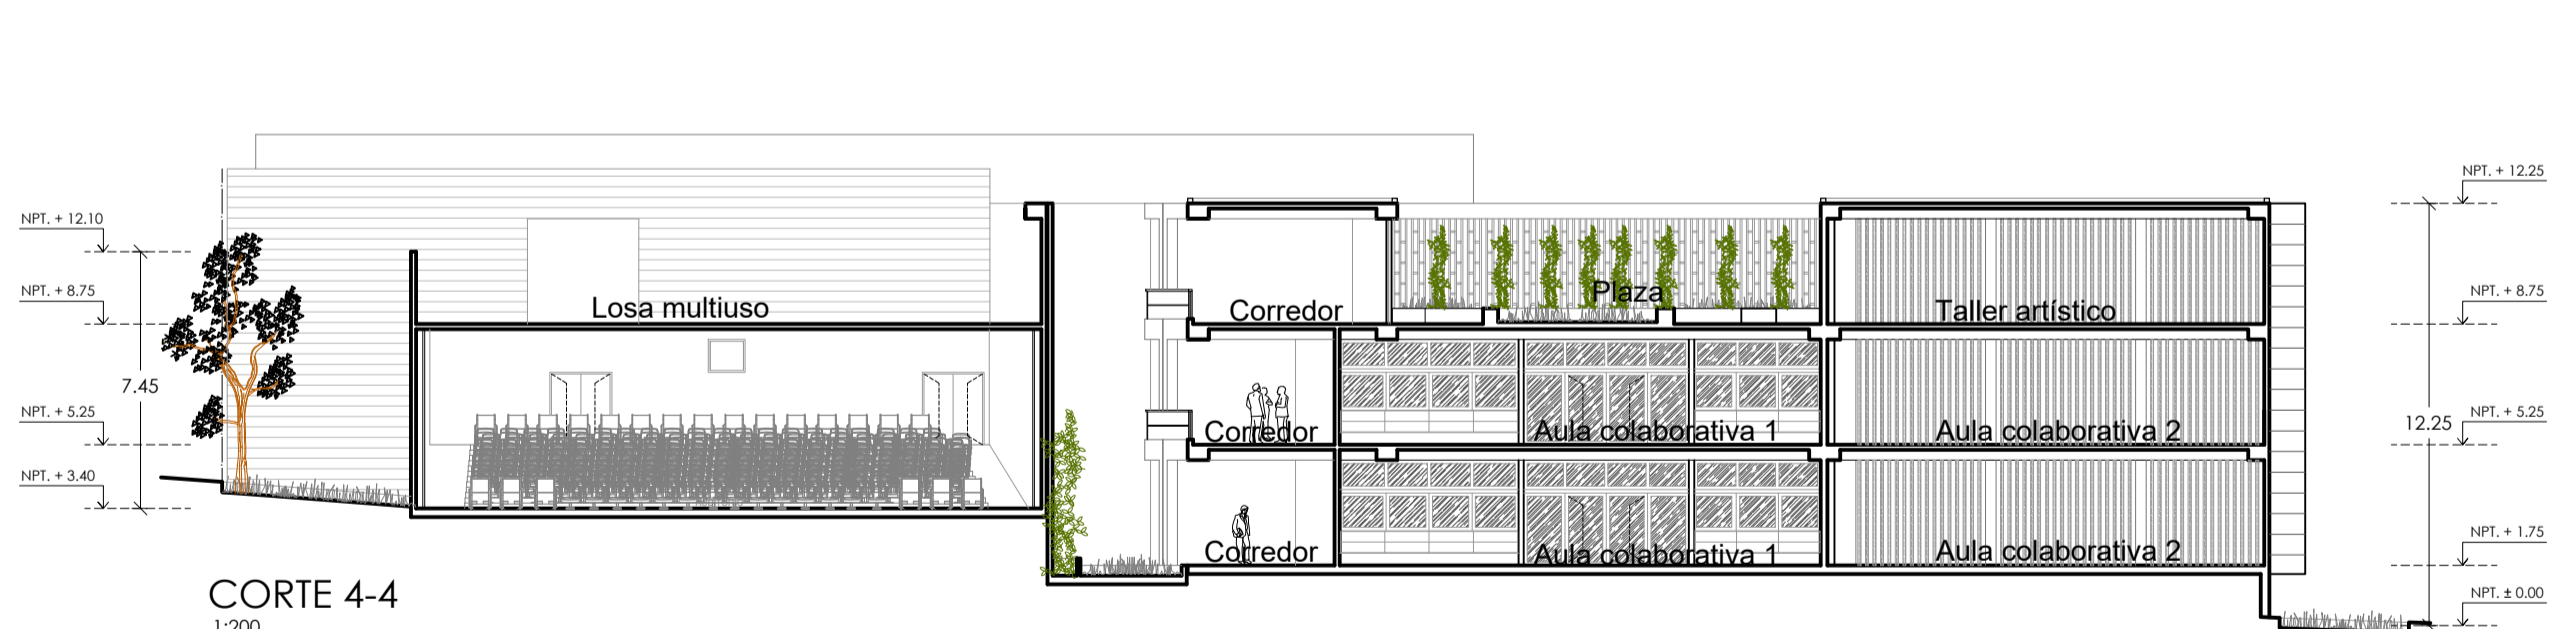 NPT. + 12.25
NPT. + 12.10
NPT. + 8.75
Losa multiuso
Corredor
Plaza
Taller artístico
NPT. + 8.75
7.45
NPT. + 5.25
Corredor
Aula colaborativa 1
Aula colaborativa 2
12.25
NPT. + 5.25
NPT. + 3.40
Corredor
Aula colaborativa 1
Aula colaborativa 2
NPT. + 1.75
NPT. ± 0.00
CORTE 4-4
1:200